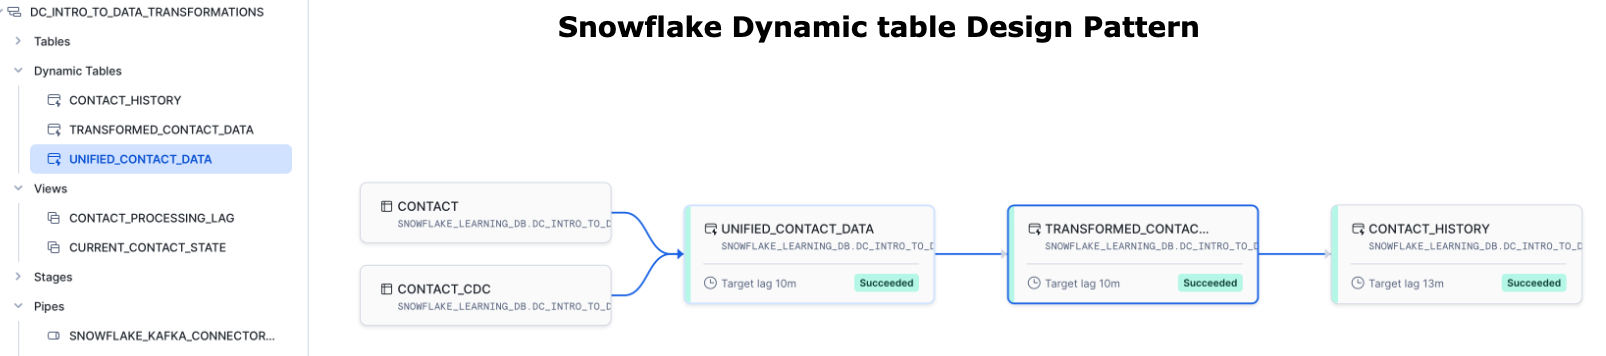 DC_INTRO_TO_DATA_TRANSFORMATIONS
Tables
Dynamic Tables
CONTACT_HISTORY
TRANSFORMED_CONTACT_DATA
UNIFIED_CONTACT_DATA
Views
CONTACT_PROCESSING_LAG
CURRENT_CONTACT_STATE
Stages
Pipes
SNOWFLAKE_KAFKA_CONNECTOR...
Snowflake Dynamic table Design Pattern
CONTACT
SNOWFLAKE_LEARNING_DB.DC_INTRO_TO_D
CONTACT_CDC
SNOWFLAKE_LEARNING_DB.DC_INTRO_TO_D
UNIFIED_CONTACT_DATA
SNOWFLAKE_LEARNING_DB.DC_INTRO_TO_D
Target lag 10m Succeeded
TRANSFORMED_CONTAC...
SNOWFLAKE_LEARNING_DB.DC_INTRO_TO_D
Target lag 10m Succeeded
CONTACT_HISTORY
SNOWFLAKE_LEARNING_DB.DC_INTRO_TO_D
Target lag 13m Succeeded